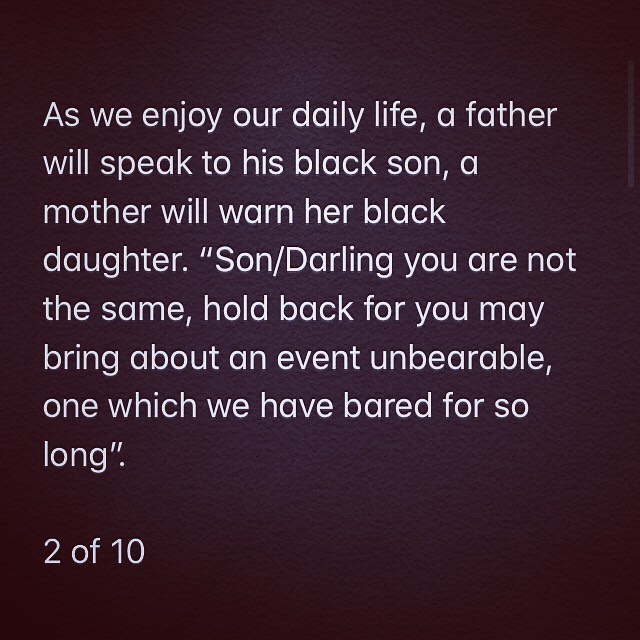 As we enjoy our daily life, a father
will speak to his black son, a
mother will warn her black
daughter. “Son/Darling you are not
the same, hold back for you may
bring about an event unbearable,
one which we have bared for so
long”.
2 of 10